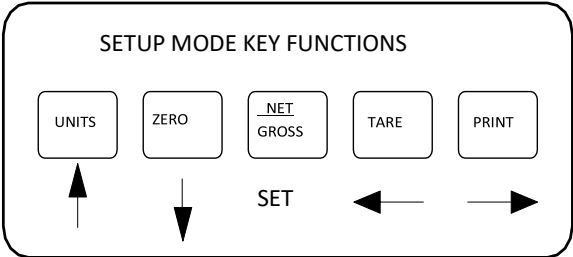 SETUP MODE KEY FUNCTIONS
UNITS
ZERO
NET
GROSS
TARE
PRINT
SET